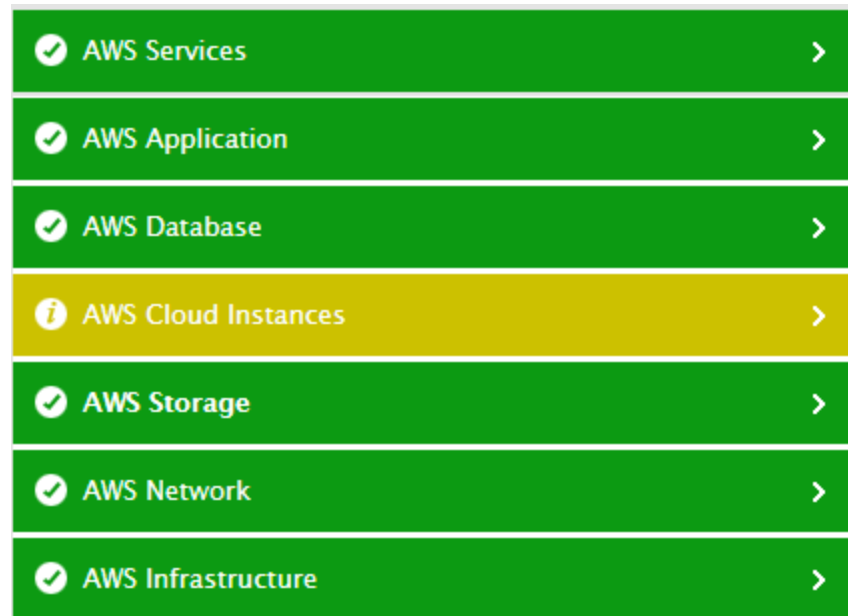 AWS Services
AWS Application
AWS Database
AWS Cloud Instances
AWS Storage
AWS Network
AWS Infrastructure